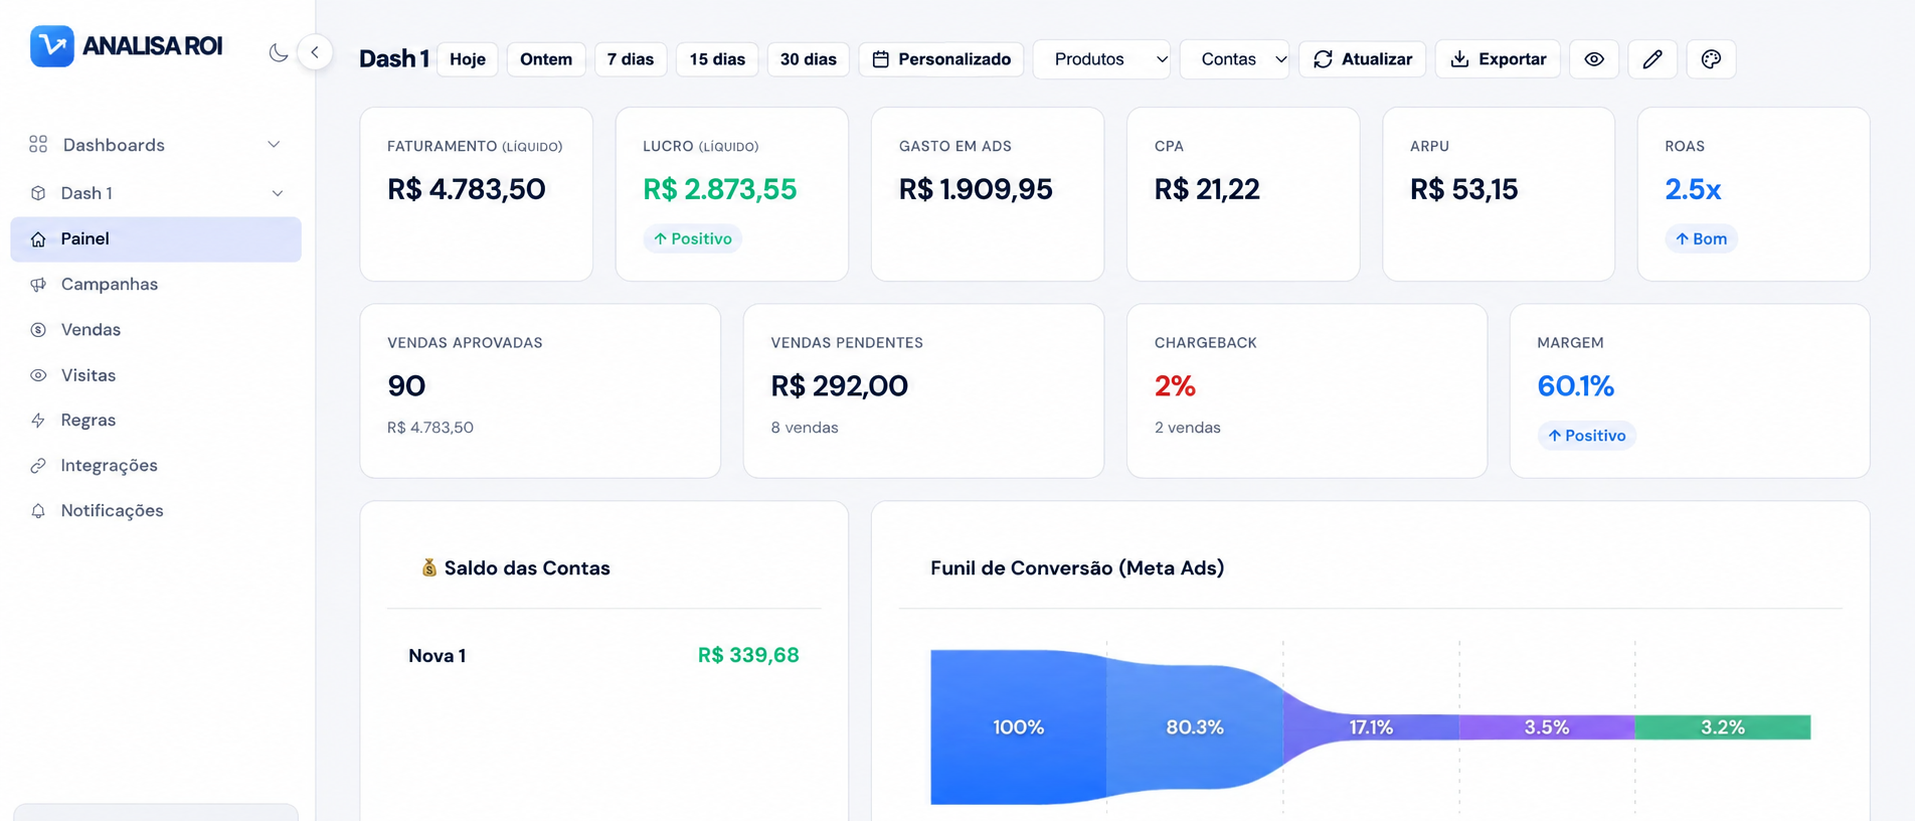 ANALISA ROI
Dashboards
Dash 1
Painel
Campanhas
Vendas
Visitas
Regras
Integrações
Notificações
Dash 1 Hoje Ontem 7 dias 15 dias 30 dias Personalizado Produtos Contas Atualizar Exportar
FATURAMENTO (LÍQUIDO)
R$ 4.783,50
LUCRO (LÍQUIDO)
R$ 2.873,55
↑ Positivo
GASTO EM ADS
R$ 1.909,95
CPA
R$ 21,22
ARPU
R$ 53,15
ROAS
2.5x
↑ Bom
VENDAS APROVADAS
90
R$ 4.783,50
VENDAS PENDENTES
R$ 292,00
8 vendas
CHARGEBACK
2%
2 vendas
MARGEM
60.1%
↑ Positivo
💰 Saldo das Contas
Nova 1 R$ 339,68
Funil de Conversão (Meta Ads)
100% 80.3% 17.1% 3.5% 3.2%